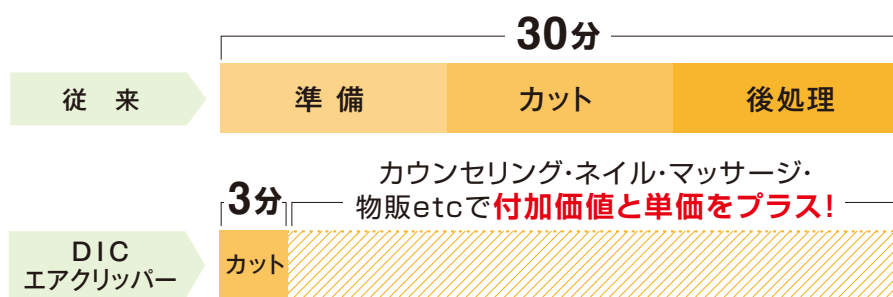 30分
従 来
準 備
カット
後処理
カウンセリング・ネイル・マッサージ・
3分
物販etcで付加価値と単価をプラス!
DIC
エアクリッパー
カット